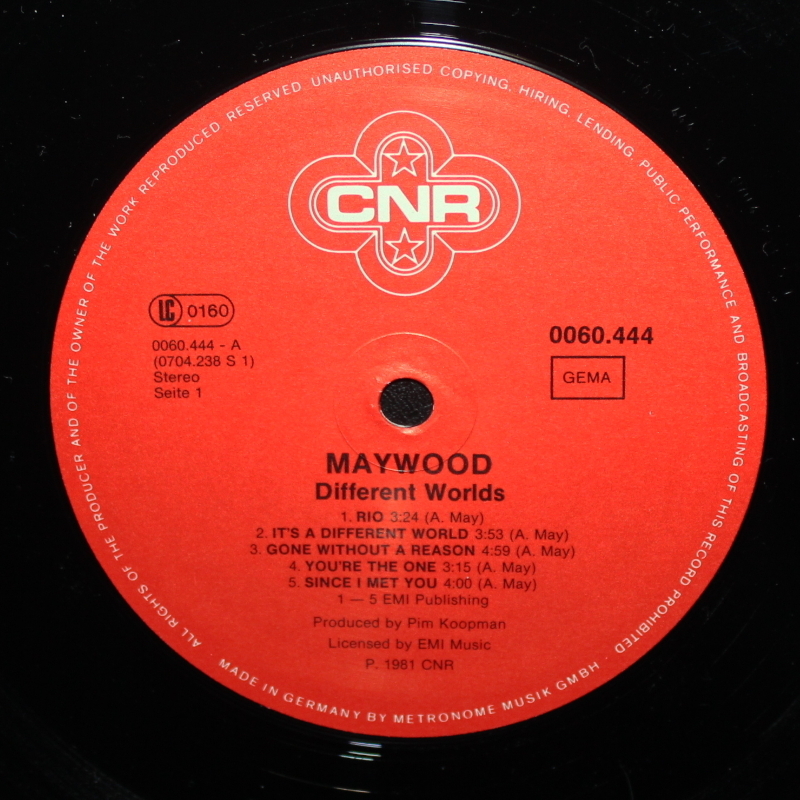 ALL RIGHTS OF THE PRODUCER AND OF THE OWNER OF THE WORK REPRODUCED RESERVED. UNAUTHORISED COPYING, HIRING, LENDING, PUBLIC PERFORMANCE AND BROADCASTING OF THIS RECORD PROHIBITED
CNR
LC 0160
0060.444 - A
(0704.238 S 1)
Stereo
Seite 1
0060.444
GEMA
MAYWOOD
Different Worlds
1. RIO 3:24 (A. May)
2. IT'S A DIFFERENT WORLD 3:53 (A. May)
3. GONE WITHOUT A REASON 4:59 (A. May)
4. YOU'RE THE ONE 3:15 (A. May)
5. SINCE I MET YOU 4:00 (A. May)
1 — 5 EMI Publishing
Produced by Pim Koopman
Licensed by EMI Music
P. 1981 CNR
· MADE IN GERMANY BY METRONOME MUSIK GMBH ·